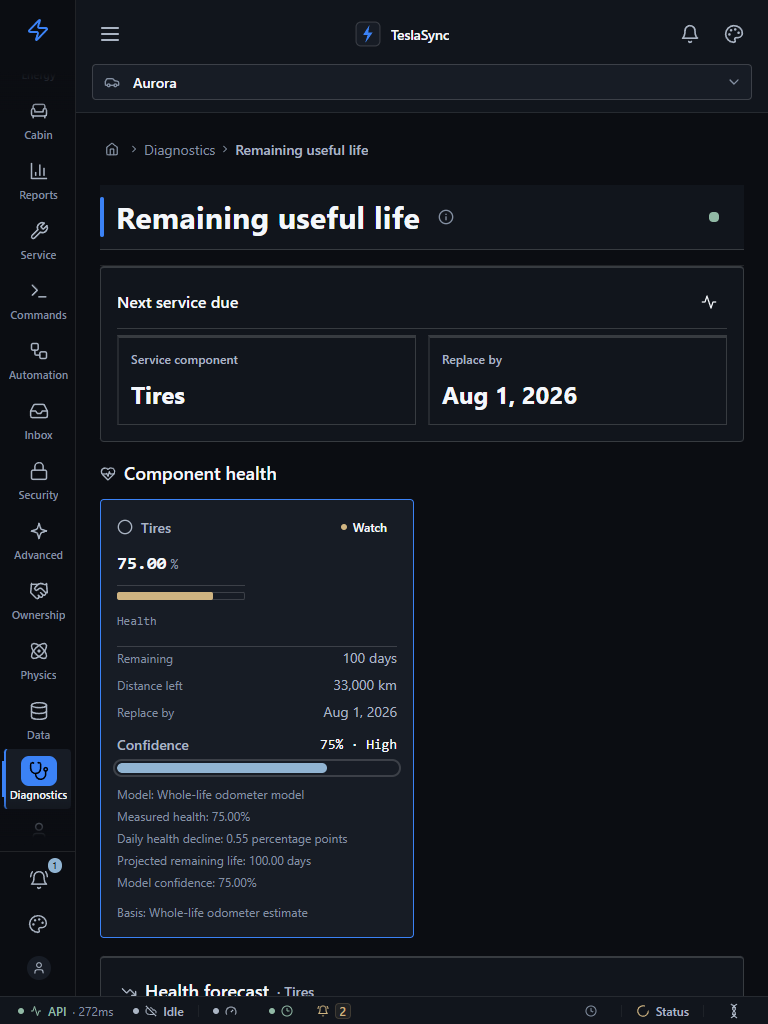 TeslaSync
Aurora
Cabin
Reports
Service
Commands
Automation
Inbox
Security
Advanced
Ownership
Physics
Data
Diagnostics
1
Diagnostics
Remaining useful life
Remaining useful life
Next service due
Service component
Tires
Replace by
Aug 1, 2026
Component health
Tires
Watch
75.00 %
Health
Remaining 100 days
Distance left 33,000 km
Replace by Aug 1, 2026
Confidence 75% · High
Model: Whole-life odometer model
Measured health: 75.00%
Daily health decline: 0.55 percentage points
Projected remaining life: 100.00 days
Model confidence: 75.00%
Basis: Whole-life odometer estimate
Health forecast · Tires
API · 272ms
Idle
2
Status